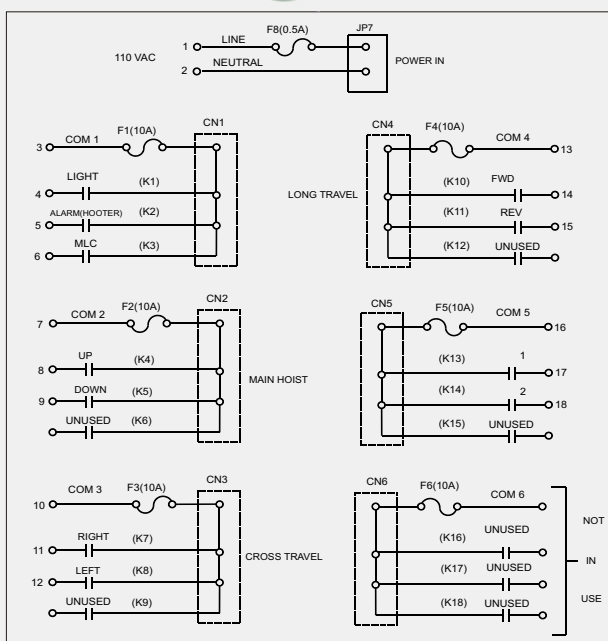 110 VAC
1 LINE F8(0.5A) JP7
2 NEUTRAL
POWER IN
CN1
3 COM 1 F1(10A)
4 LIGHT (K1)
5 ALARM(HOOTER) (K2)
6 MLC (K3)
CN4
F4(10A) COM 4 13
LONG TRAVEL
(K10) FWD 14
(K11) REV 15
(K12) UNUSED
CN2
7 COM 2 F2(10A)
8 UP (K4)
MAIN HOIST
9 DOWN (K5)
UNUSED (K6)
CN5
F5(10A) COM 5 16
(K13) 1 17
(K14) 2 18
(K15) UNUSED
CN3
10 COM 3 F3(10A)
11 RIGHT (K7)
CROSS TRAVEL
12 LEFT (K8)
UNUSED (K9)
CN6
F6(10A) COM 6
(K16) UNUSED
(K17) UNUSED
(K18) UNUSED
NOT
IN
USE